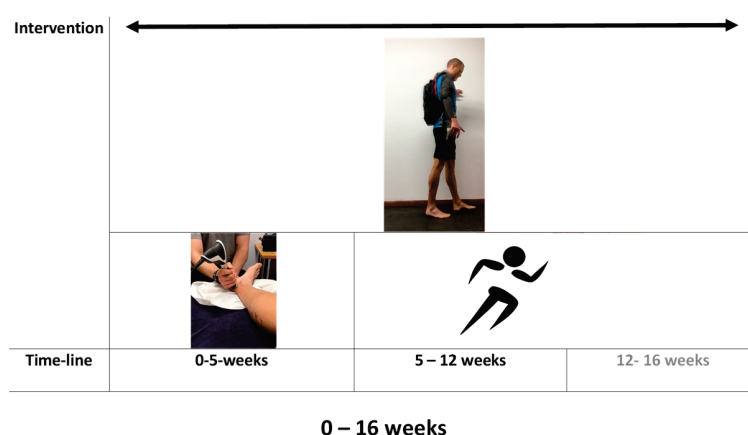 Intervention
Time-line
0-5-weeks
5 – 12 weeks
12- 16 weeks
0 – 16 weeks